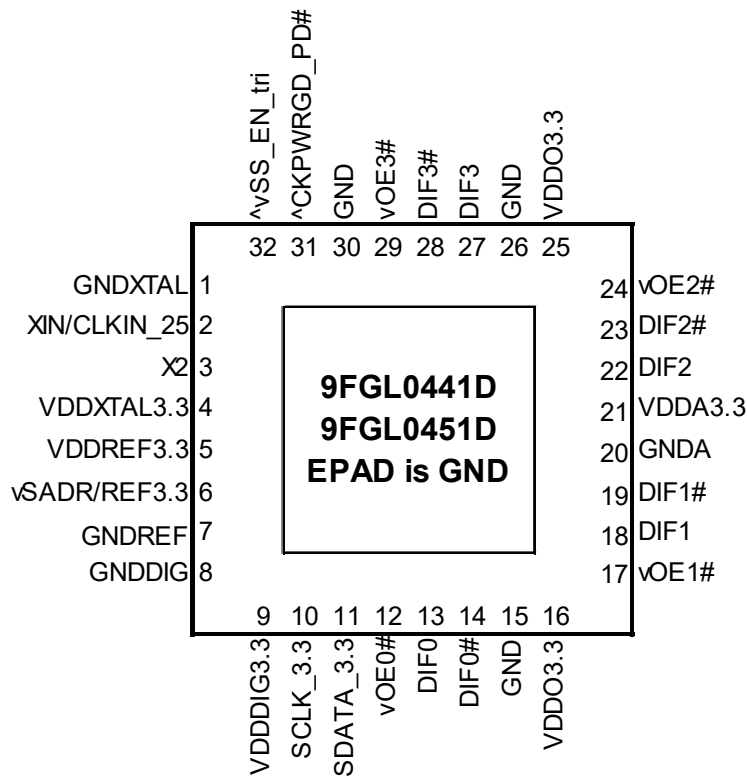 ^vSS_EN_tri
^CKPWRGD_PD#
GND
vOE3#
DIF3#
DIF3
GND
VDDO3.3
32 31 30 29 28 27 26 25
GNDXTAL 1
XIN/CLKIN_25 2
X2 3
VDDXTAL3.3 4
VDDREF3.3 5
vSADR/REF3.3 6
GNDREF 7
GNDDIG 8
9FGL0441D
9FGL0451D
EPAD is GND
24 vOE2#
23 DIF2#
22 DIF2
21 VDDA3.3
20 GNDA
19 DIF1#
18 DIF1
17 vOE1#
9 10 11 12 13 14 15 16
VDDDIG3.3
SCLK_3.3
SDATA_3.3
vOE0#
DIF0
DIF0#
GND
VDDO3.3